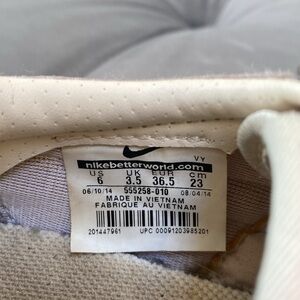 VY
nikebetterworld.com
US UK EUR cm
6 3.5 36.5 23
06/10/14 555258-010 08/04/14
MADE IN VIETNAM
FABRIQUE AU VIETNAM
201447961 UPC 00091203985201